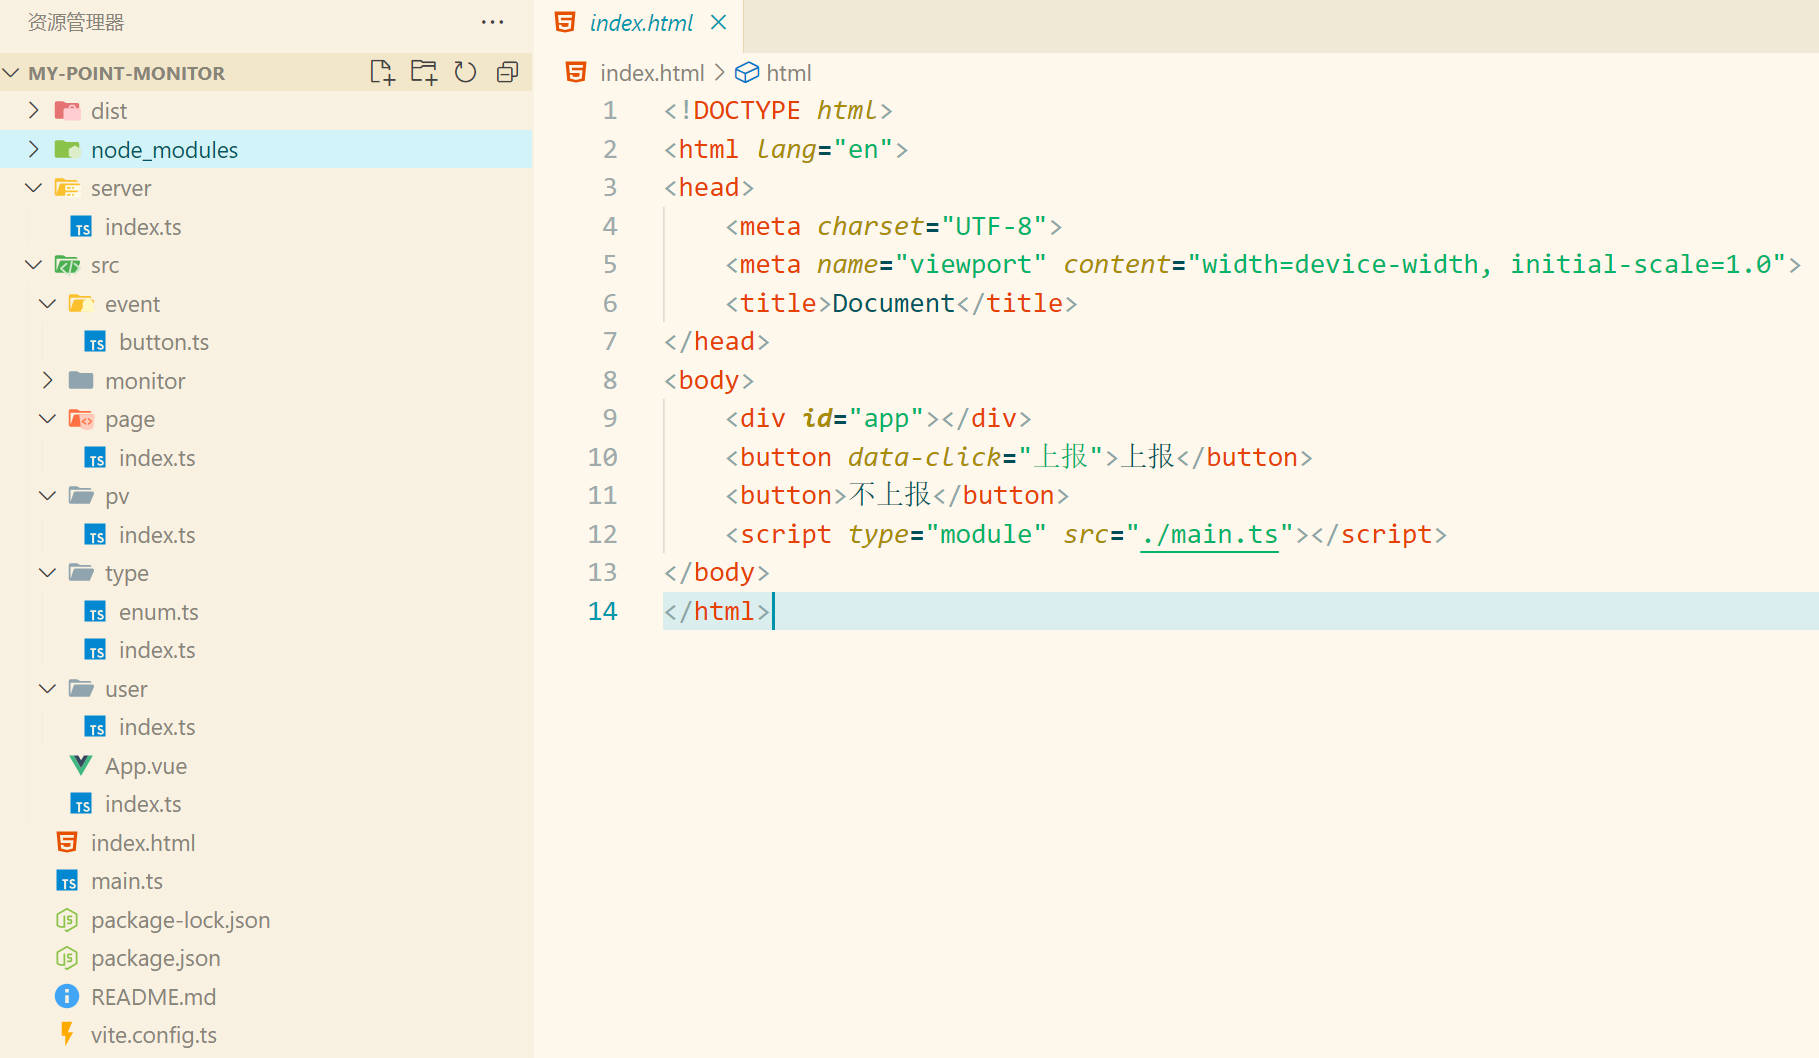 资源管理器
MY-POINT-MONITOR
dist
node_modules
server
index.ts
src
event
button.ts
monitor
page
index.ts
pv
index.ts
type
enum.ts
index.ts
user
index.ts
App.vue
index.ts
index.html
main.ts
package-lock.json
package.json
README.md
vite.config.ts
index.html
index.html > html
1 <!DOCTYPE html>
2 <html lang="en">
3 <head>
4     <meta charset="UTF-8">
5     <meta name="viewport" content="width=device-width, initial-scale=1.0">
6     <title>Document</title>
7 </head>
8 <body>
9     <div id="app"></div>
10     <button data-click="上报">上报</button>
11     <button>不上报</button>
12     <script type="module" src="./main.ts"></script>
13 </body>
14 </html>